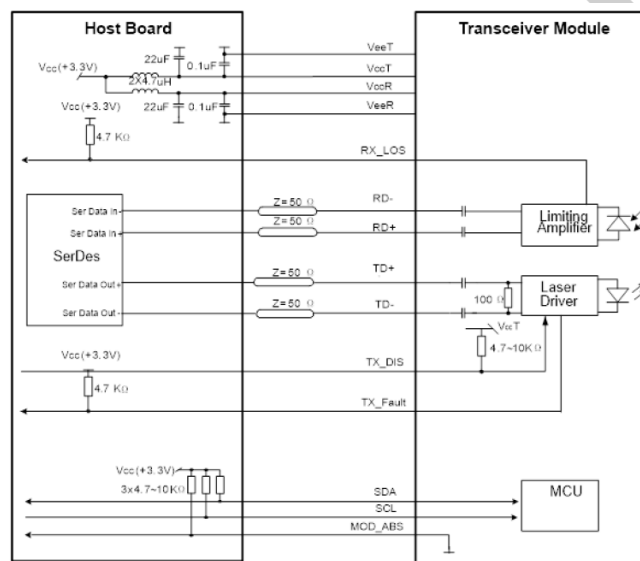 Host Board
Transceiver Module
VeeT
22uF
0.1uF
Vcc(+3.3V)
VccT
2X4.7uH
VccR
Vcc(+3.3V)
22uF
0.1uF
VeeR
4.7 KΩ
RX_LOS
Z=50 Ω
RD-
Ser Data In -
Limiting
Amplifier
Z=50 Ω
RD+
Ser Data In+
SerDes
Z=50 Ω
TD+
Ser Data Out +
Laser
Driver
100 Ω
Z=50 Ω
TD-
Ser Data Out -
VccT
4.7~10KΩ
Vcc(+3.3V)
TX_DIS
4.7 KΩ
TX_Fault
Vcc(+3.3V)
3x4.7~10KΩ
SDA
MCU
SCL
MOD_ABS